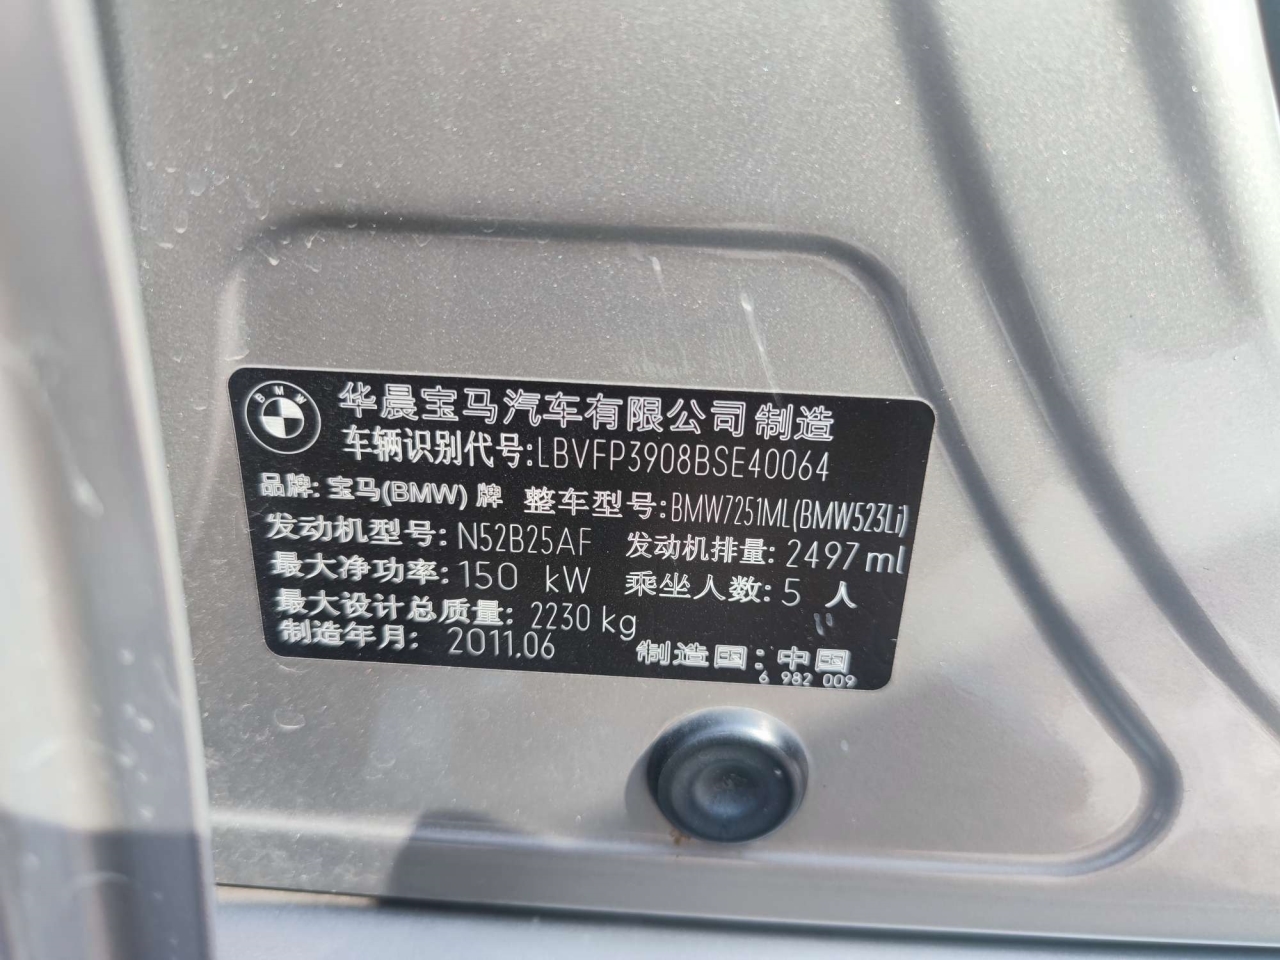 BMW
华晨宝马汽车有限公司制造
车辆识别代号:LBVFP3908BSE40064
品牌: 宝马(BMW) 牌 整车型号:BMW7251ML(BMW523Li)
发动机型号: N52B25AF 发动机排量: 2497ml
最大净功率: 150 kW 乘坐人数: 5 人
最大设计总质量: 2230 kg
制造年月: 2011.06 制造国: 中国
6 982 009